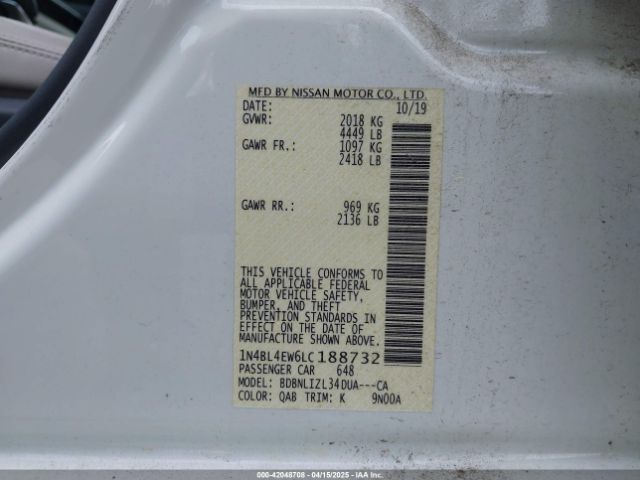 MFD BY NISSAN MOTOR CO., LTD.
DATE: 10/19
GVWR: 2018 KG
4449 LB
GAWR FR.: 1097 KG
2418 LB
GAWR RR.: 969 KG
2136 LB
THIS VEHICLE CONFORMS TO
ALL APPLICABLE FEDERAL
MOTOR VEHICLE SAFETY,
BUMPER, AND THEFT
PREVENTION STANDARDS IN
EFFECT ON THE DATE OF
MANUFACTURE SHOWN ABOVE.
1N4BL4EW6LC188732
PASSENGER CAR 648
MODEL: BDBNLIZL34DUA---CA
COLOR: QAB TRIM: K 9N00A
000-42048708 - 04/15/2025 - IAAI.com